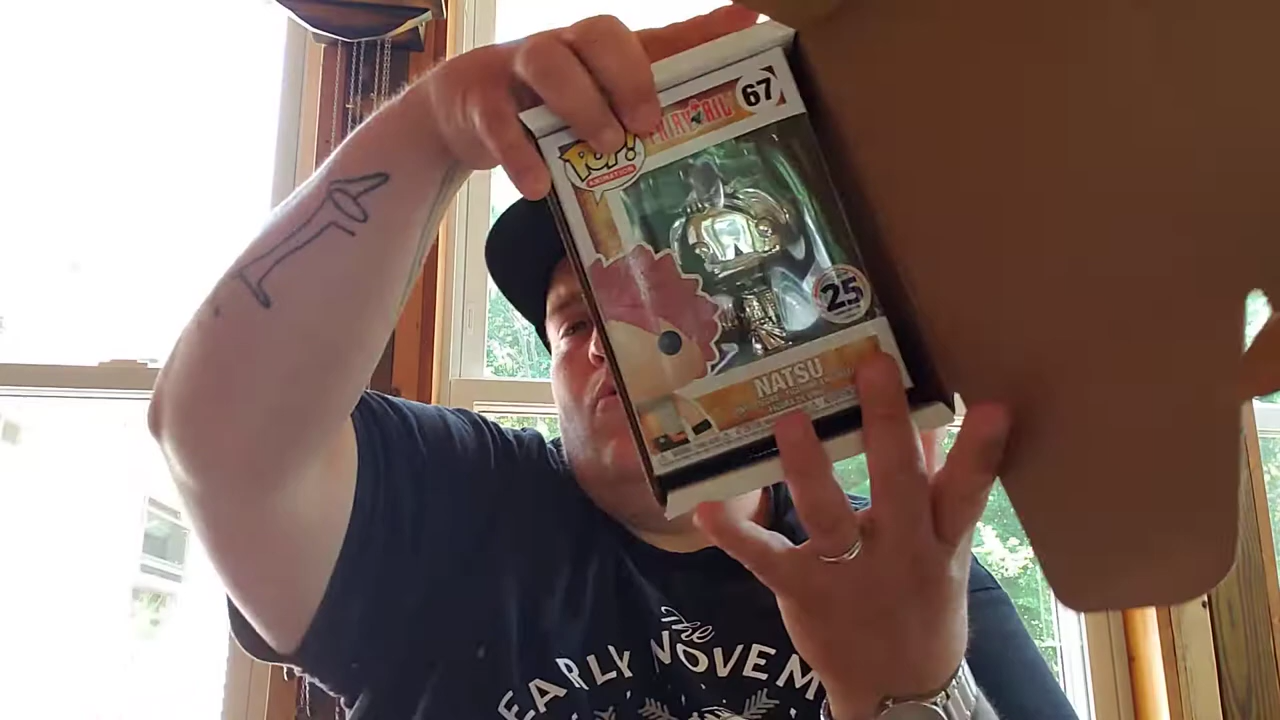 FAIRY TAIL
67
POP!
ANIMATION
25
NATSU
The
EARLY NOVEM